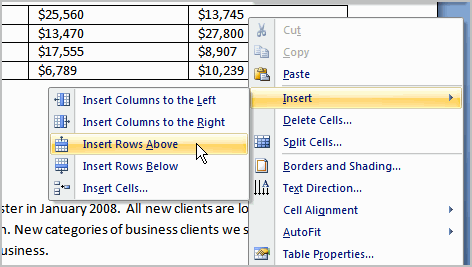 $25,560 $13,745
$13,470 $27,800
$17,555 $8,907
$6,789 $10,239
Cut
Copy
Paste
Insert
Delete Cells...
Split Cells...
Borders and Shading...
Text Direction...
Cell Alignment
AutoFit
Table Properties...
Insert Columns to the Left
Insert Columns to the Right
Insert Rows Above
Insert Rows Below
Insert Cells...
ster in January 2008. All new clients are lo
n. New categories of business clients we s
usiness.